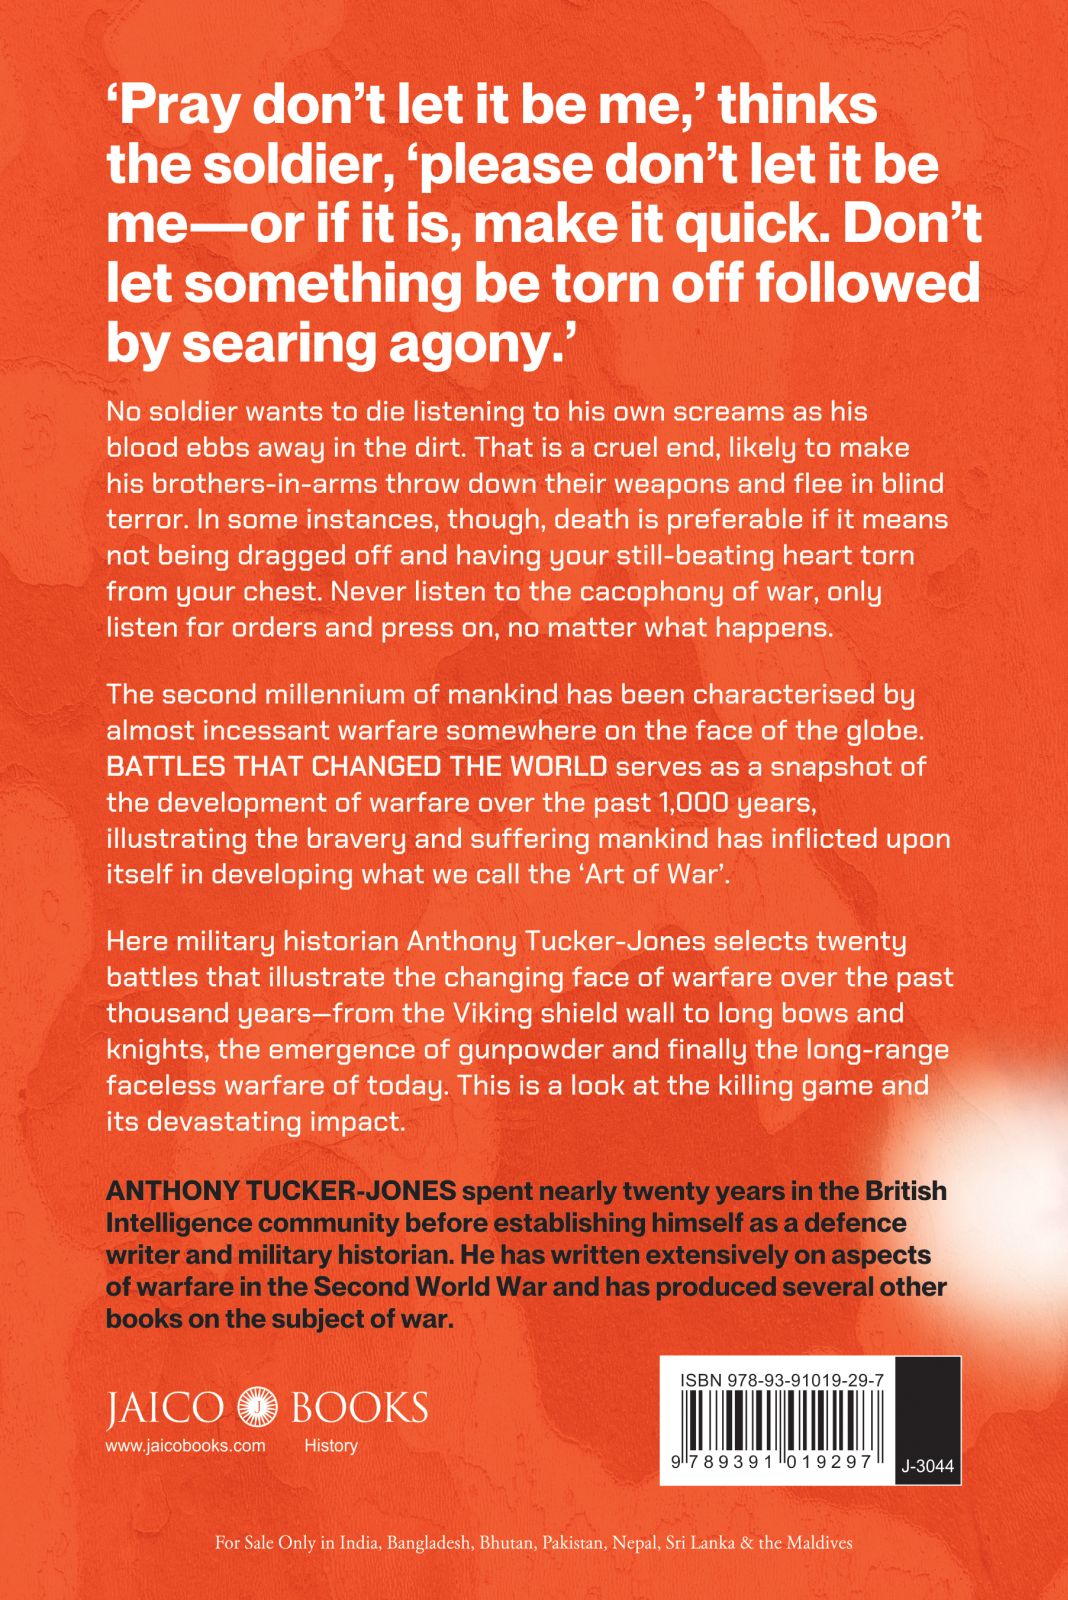 ‘Pray don’t let it be me,’ thinks
the soldier, ‘please don’t let it be
me—or if it is, make it quick. Don’t
let something be torn off followed
by searing agony.’
No soldier wants to die listening to his own screams as his
blood ebbs away in the dirt. That is a cruel end, likely to make
his brothers-in-arms throw down their weapons and flee in blind
terror. In some instances, though, death is preferable if it means
not being dragged off and having your still-beating heart torn
from your chest. Never listen to the cacophony of war, only
listen for orders and press on, no matter what happens.
The second millennium of mankind has been characterised by
almost incessant warfare somewhere on the face of the globe.
BATTLES THAT CHANGED THE WORLD serves as a snapshot of
the development of warfare over the past 1,000 years,
illustrating the bravery and suffering mankind has inflicted upon
itself in developing what we call the ‘Art of War’.
Here military historian Anthony Tucker-Jones selects twenty
battles that illustrate the changing face of warfare over the past
thousand years—from the Viking shield wall to long bows and
knights, the emergence of gunpowder and finally the long-range
faceless warfare of today. This is a look at the killing game and
its devastating impact.
ANTHONY TUCKER-JONES spent nearly twenty years in the British
Intelligence community before establishing himself as a defence
writer and military historian. He has written extensively on aspects
of warfare in the Second World War and has produced several other
books on the subject of war.
JAICO J BOOKS
www.jaicobooks.com History
ISBN 978-93-91019-29-7
9 789391 019297
J-3044
For Sale Only in India, Bangladesh, Bhutan, Pakistan, Nepal, Sri Lanka & the Maldives